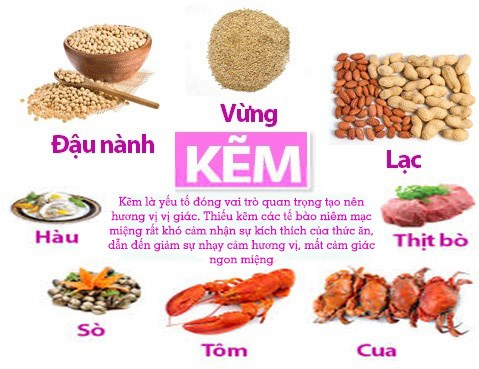 Vừng
Đậu nành
KẼM
Lạc
Kẽm là yếu tố đóng vai trò quan trọng tạo nên
hương vị vị giác. Thiếu kẽm các tế bào niêm mạc
miệng rất khó cảm nhận sự kích thích của thức ăn,
dẫn đến giảm sự nhạy cảm hương vị, mất cảm giác
ngon miệng
Hàu
Thịt bò
Sò
Tôm
Cua